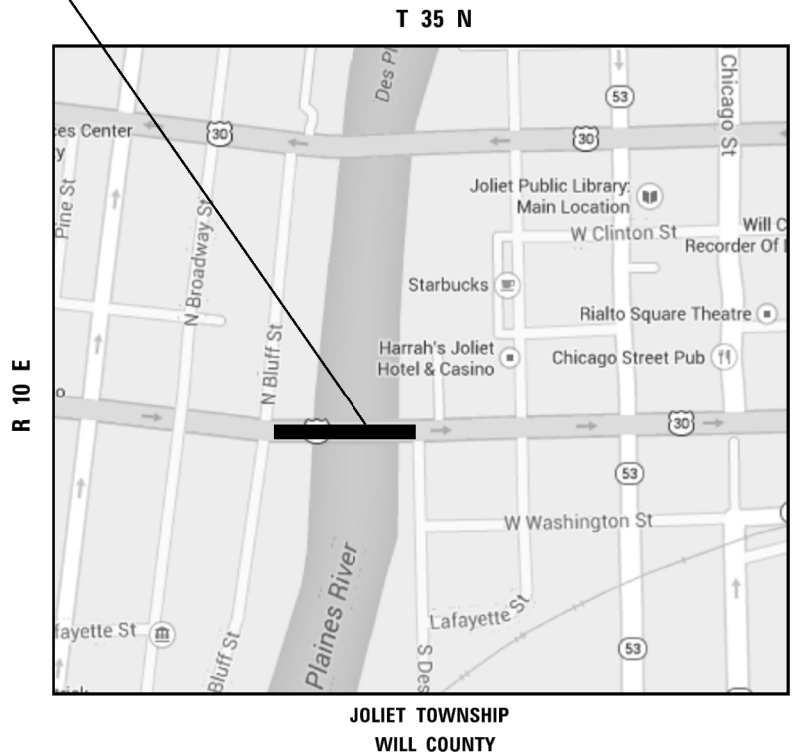 T 35 N
Des Pl
53
Chicago St
30
30
ces Center
y
Joliet Public Library:
Main Location
Pine St
N Broadway St
W Clinton St
Will C
Recorder Of
Starbucks
Rialto Square Theatre
N Bluff St
Harrah's Joliet
Hotel & Casino
Chicago Street Pub
R 10 E
o
30
53
W Washington St
Plaines River
Lafayette St
fayette St
Bluff St
S Des
53
JOLIET TOWNSHIP
WILL COUNTY